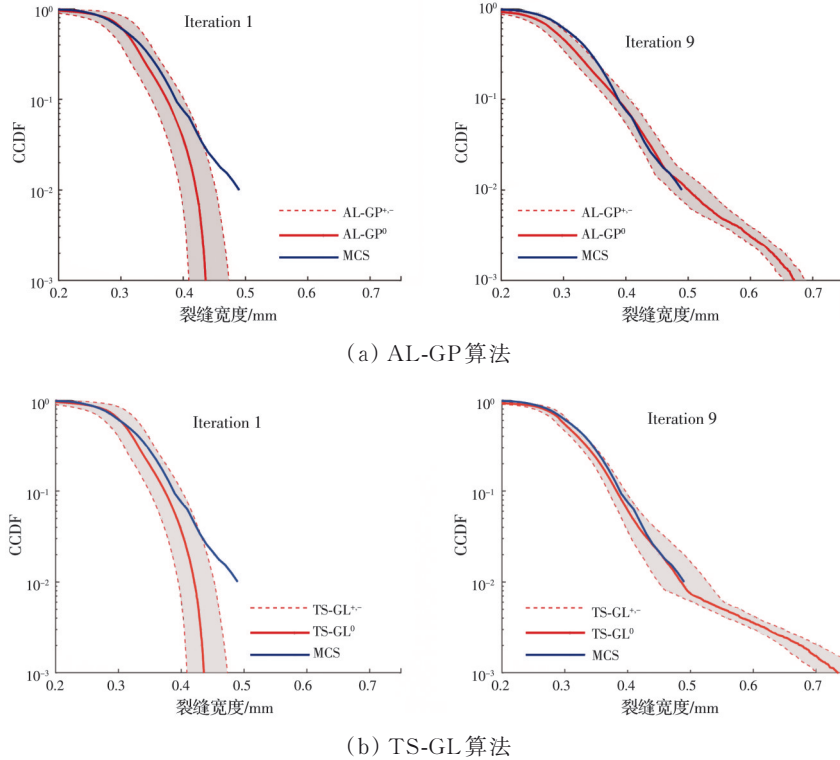 10⁰
10⁻¹
10⁻²
10⁻³
CCDF
Iteration 1
AL-GP⁺·⁻
AL-GP⁰
MCS
0.2 0.3 0.4 0.5 0.6 0.7
裂缝宽度/mm
10⁰
10⁻¹
10⁻²
10⁻³
CCDF
Iteration 9
AL-GP⁺·⁻
AL-GP⁰
MCS
0.2 0.3 0.4 0.5 0.6 0.7
裂缝宽度/mm
(a) AL-GP算法
10⁰
10⁻¹
10⁻²
10⁻³
CCDF
Iteration 1
TS-GL⁺·⁻
TS-GL⁰
MCS
0.2 0.3 0.4 0.5 0.6 0.7
裂缝宽度/mm
10⁰
10⁻¹
10⁻²
10⁻³
CCDF
Iteration 9
TS-GL⁺·⁻
TS-GL⁰
MCS
0.2 0.3 0.4 0.5 0.6 0.7
裂缝宽度/mm
(b) TS-GL算法